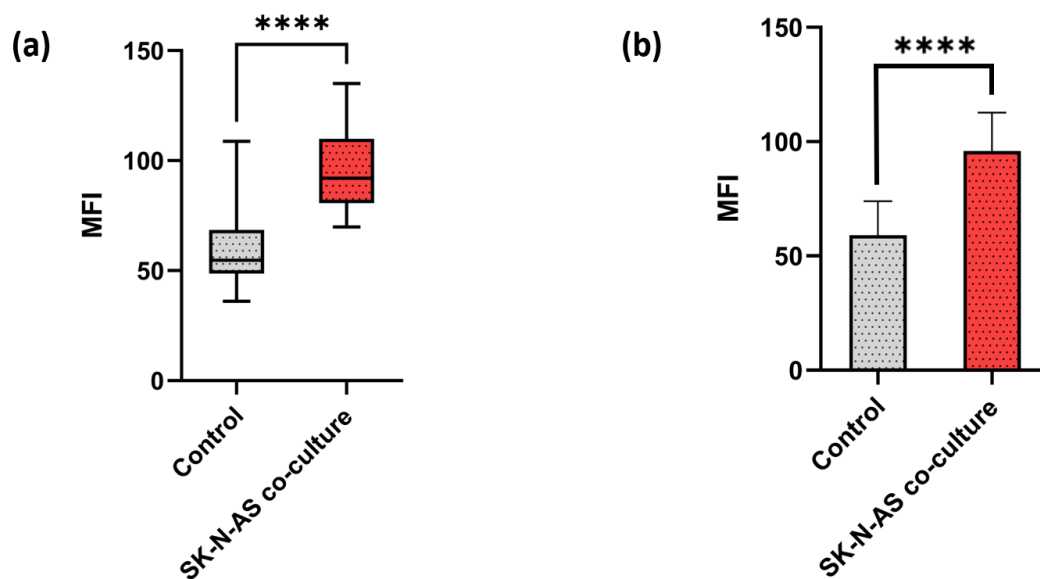 (a)
****
150
100
50
0
MFI
Control
SK-N-AS co-culture
(b)
****
150
100
50
0
MFI
Control
SK-N-AS co-culture